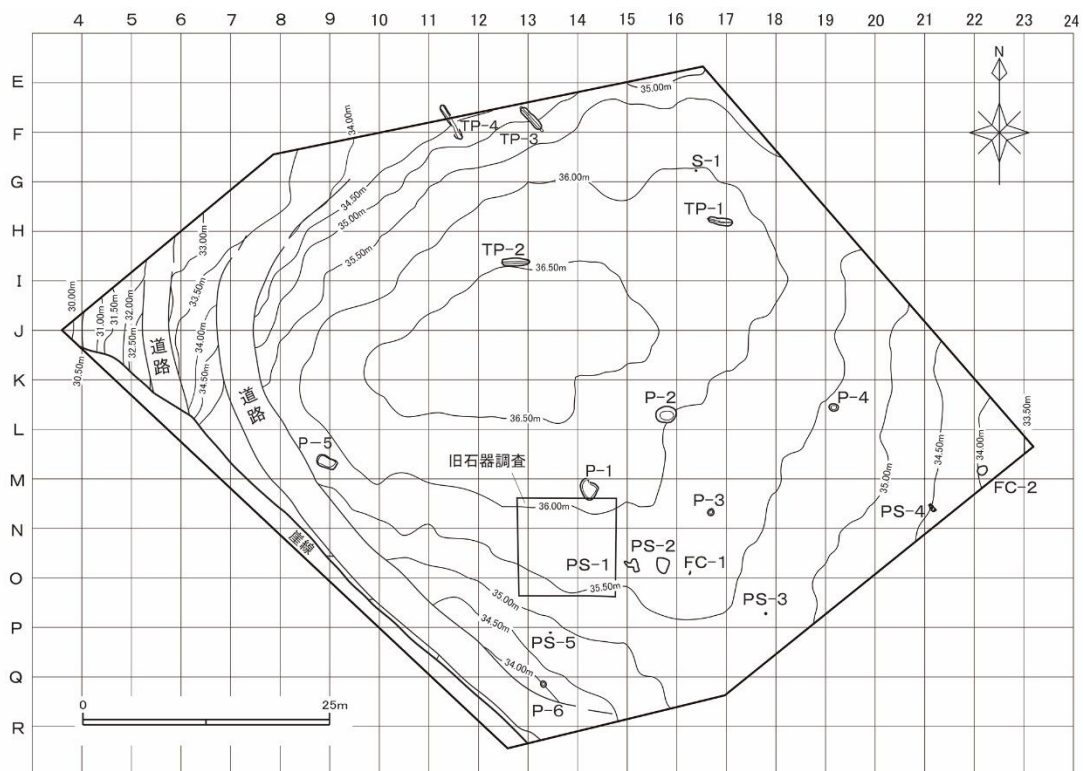 4 5 6 7 8 9 10 11 12 13 14 15 16 17 18 19 20 21 22 23 24
E
F
G
H
I
J
K
L
M
N
O
P
Q
R
N
TP-4
TP-3
S-1
TP-1
TP-2
P-2
P-4
P-5
旧石器調査
P-1
FC-2
P-3
PS-4
PS-2
PS-1
FC-1
PS-3
PS-5
P-6
道路
道路
崖線
35.00m
34.00m
34.50m
35.00m
35.50m
36.00m
33.00m
33.50m
36.50m
30.00m
31.00m
31.50m
32.00m
32.50m
34.00m
34.50m
30.50m
36.50m
36.00m
35.50m
35.00m
34.50m
34.00m
35.00m
34.50m
34.00m
33.50m
0 25m